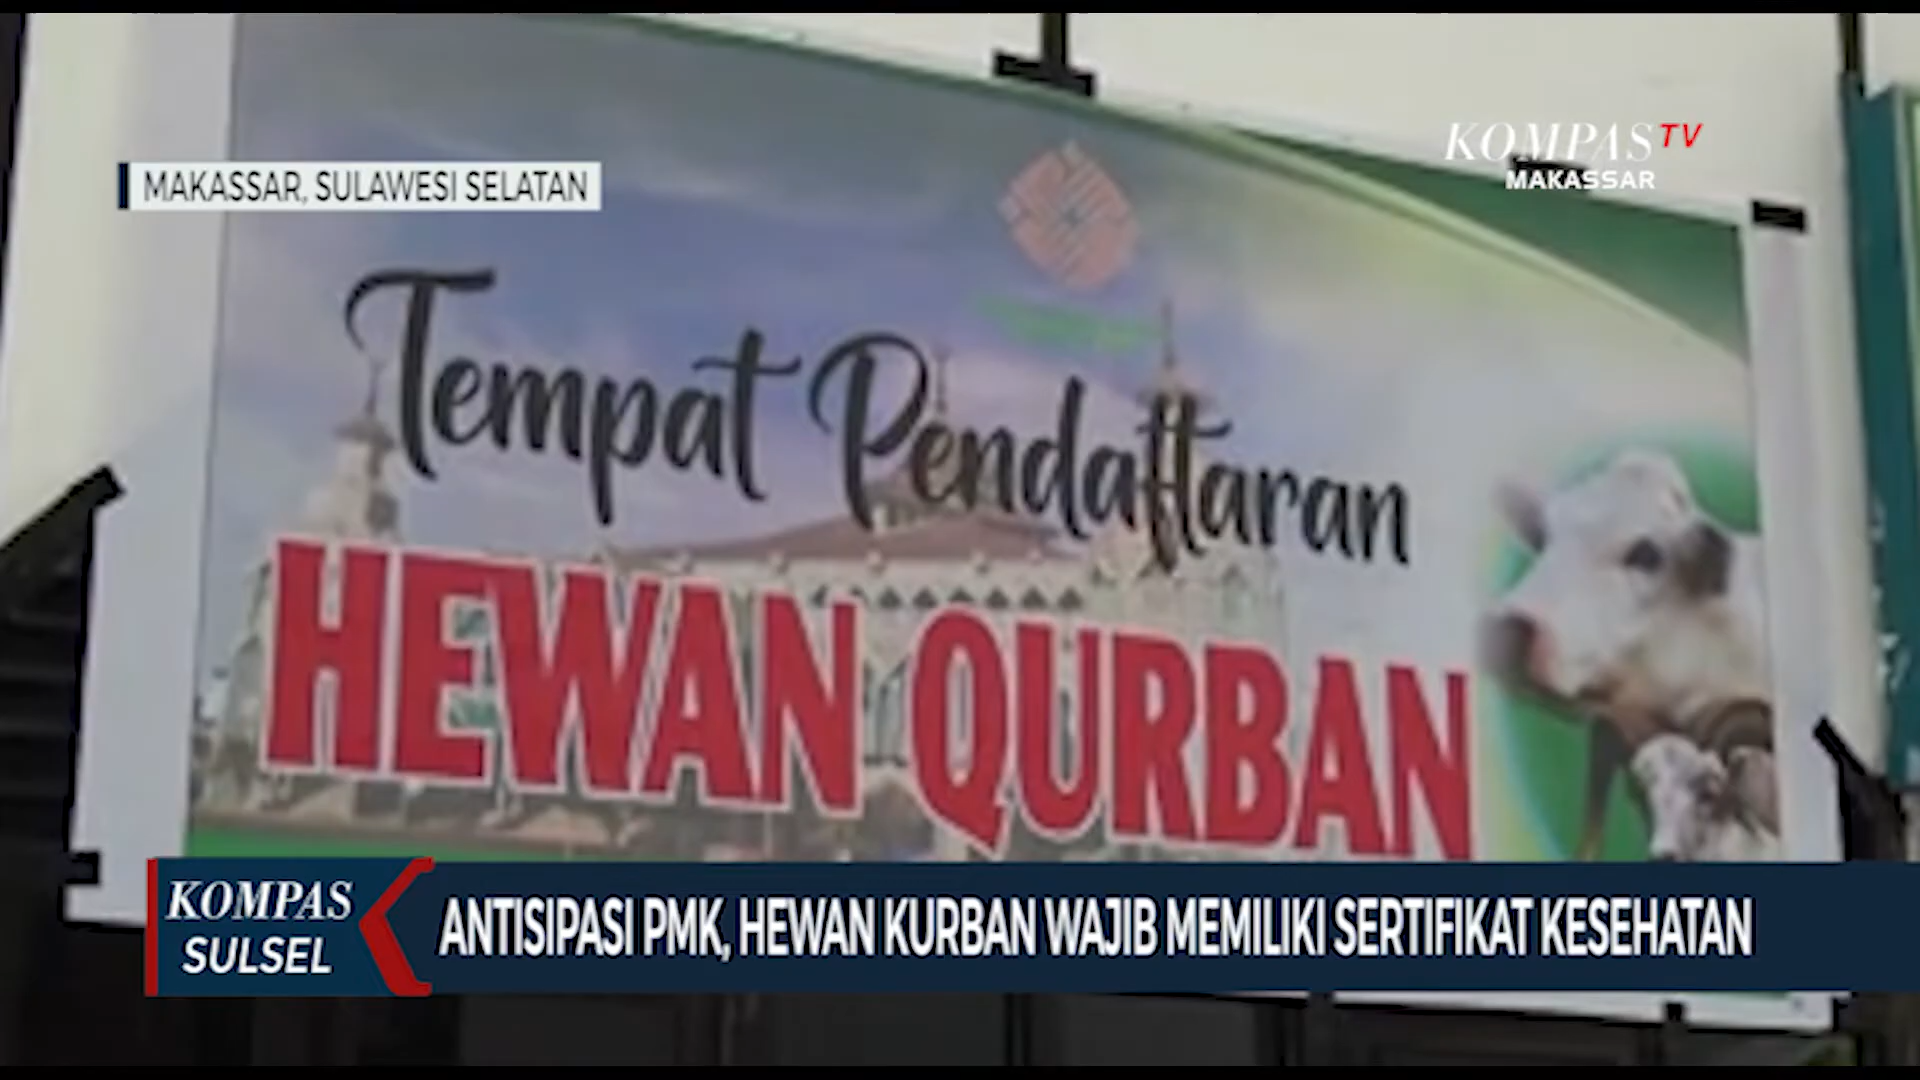 KOMPAS TV
MAKASSAR
MAKASSAR, SULAWESI SELATAN
Tempat Pendaftaran
HEWAN QURBAN
KOMPAS
SULSEL
ANTISIPASI PMK, HEWAN KURBAN WAJIB MEMILIKI SERTIFIKAT KESEHATAN